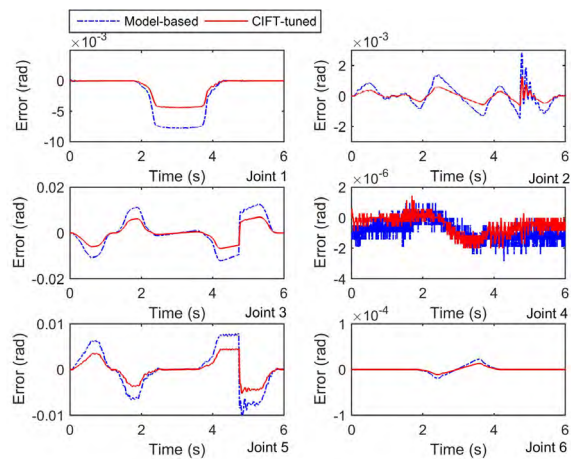 Model-based CIFT-tuned
×10⁻³ ×10⁻³
0 2
-5 0
-10 -2
0 2 4 6 0 2 4 6
Time (s) Time (s)
Joint 1 Joint 2
Error (rad) Error (rad)
×10⁻⁶
0.02 2
0
0 -2
-4
-0.02 -6
0 2 4 6 0 2 4 6
Time (s) Joint 3 Time (s) Joint 4
Error (rad) Error (rad)
×10⁻⁴
0.01 1
0 0
-0.01 -1
0 2 4 6 0 2 4 6
Time (s) Time (s)
Joint 5 Joint 6
Error (rad) Error (rad)